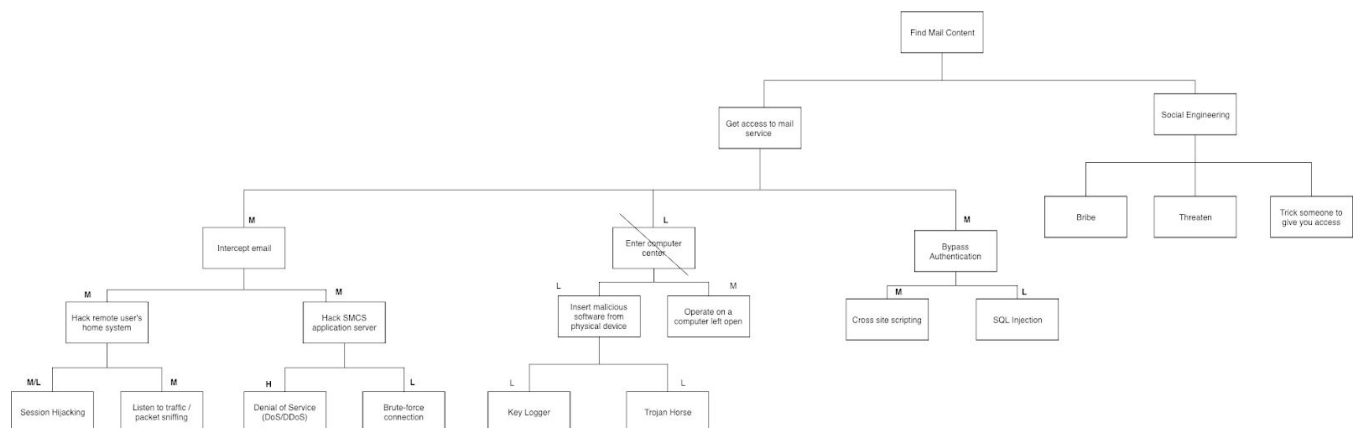 Find Mail Content
Get access to mail
service
Social Engineering
Bribe
Threaten
Trick someone to
give you access
M
L
M
Intercept email
Enter computer
center
Bypass
Authentication
M
M
L
M
M
L
Hack remote user's
home system
Hack SMCS
application server
Insert malicious
software from
physical device
Operate on a
computer left open
Cross site scripting
SQL Injection
M/L
M
H
L
L
L
Session Hijacking
Listen to traffic /
packet sniffing
Denial of Service
(DoS/DDoS)
Brute-force
connection
Key Logger
Trojan Horse